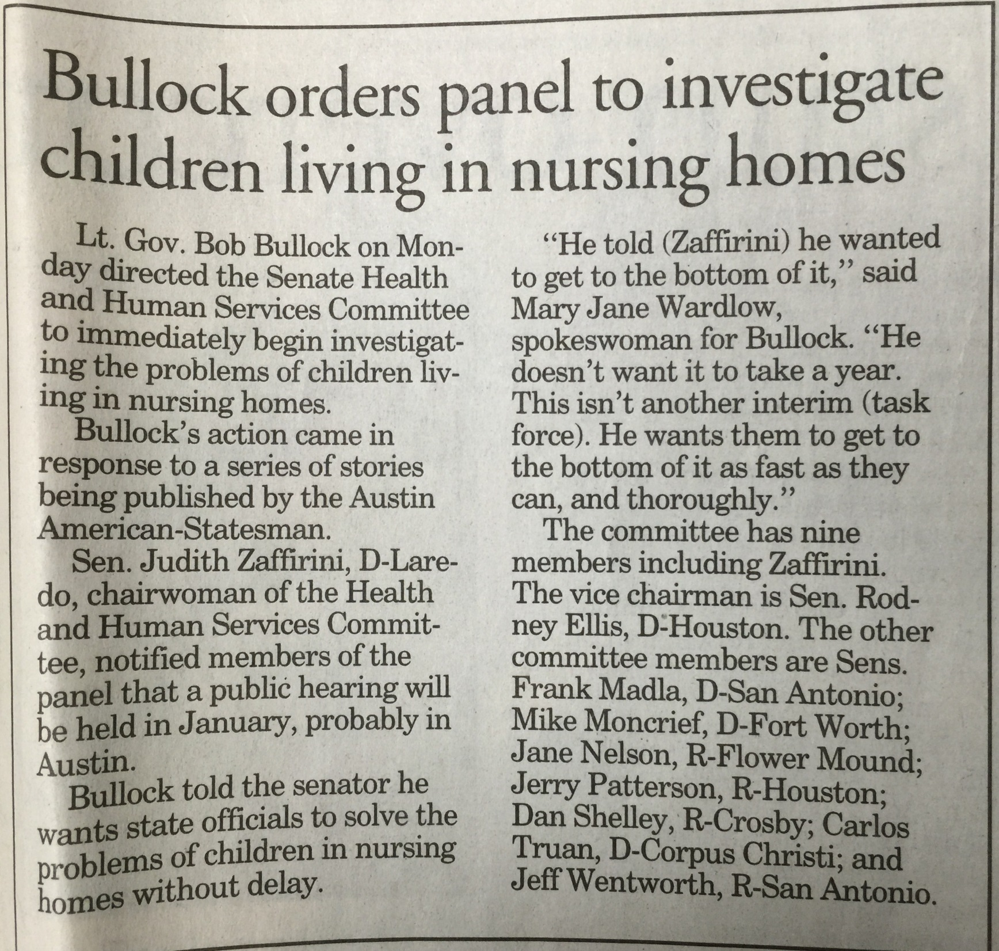 Bullock orders panel to investigate
children living in nursing homes
Lt. Gov. Bob Bullock on Mon-
day directed the Senate Health
and Human Services Committee
to immediately begin investigat-
ing the problems of children liv-
ing in nursing homes.
Bullock's action came in
response to a series of stories
being published by the Austin
American-Statesman.
Sen. Judith Zaffirini, D-Lare-
do, chairwoman of the Health
and Human Services Commit-
tee, notified members of the
panel that a public hearing will
be held in January, probably in
Austin.
Bullock told the senator he
wants state officials to solve the
problems of children in nursing
homes without delay.
“He told (Zaffirini) he wanted
to get to the bottom of it,” said
Mary Jane Wardlow,
spokeswoman for Bullock. “He
doesn't want it to take a year.
This isn't another interim (task
force). He wants them to get to
the bottom of it as fast as they
can, and thoroughly.”
The committee has nine
members including Zaffirini.
The vice chairman is Sen. Rod-
ney Ellis, D-Houston. The other
committee members are Sens.
Frank Madla, D-San Antonio;
Mike Moncrief, D-Fort Worth;
Jane Nelson, R-Flower Mound;
Jerry Patterson, R-Houston;
Dan Shelley, R-Crosby; Carlos
Truan, D-Corpus Christi; and
Jeff Wentworth, R-San Antonio.